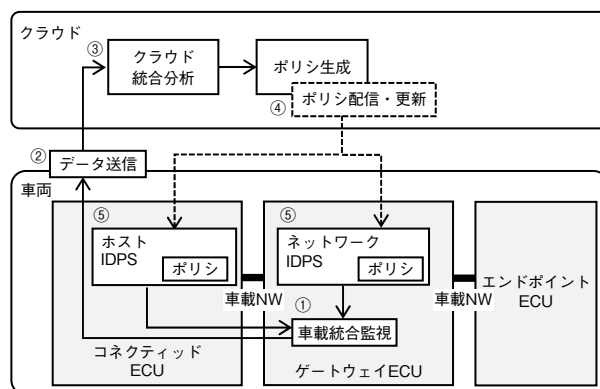 クラウド
③
クラウド
統合分析
ポリシ生成
④
ポリシ配信・更新
②
データ送信
車両
⑤
ホスト
IDPS
ポリシ
⑤
ネットワーク
IDPS
ポリシ
車載NW
車載NW
エンドポイント
ECU
①
車載統合監視
コネクティッド
ECU
ゲートウェイECU